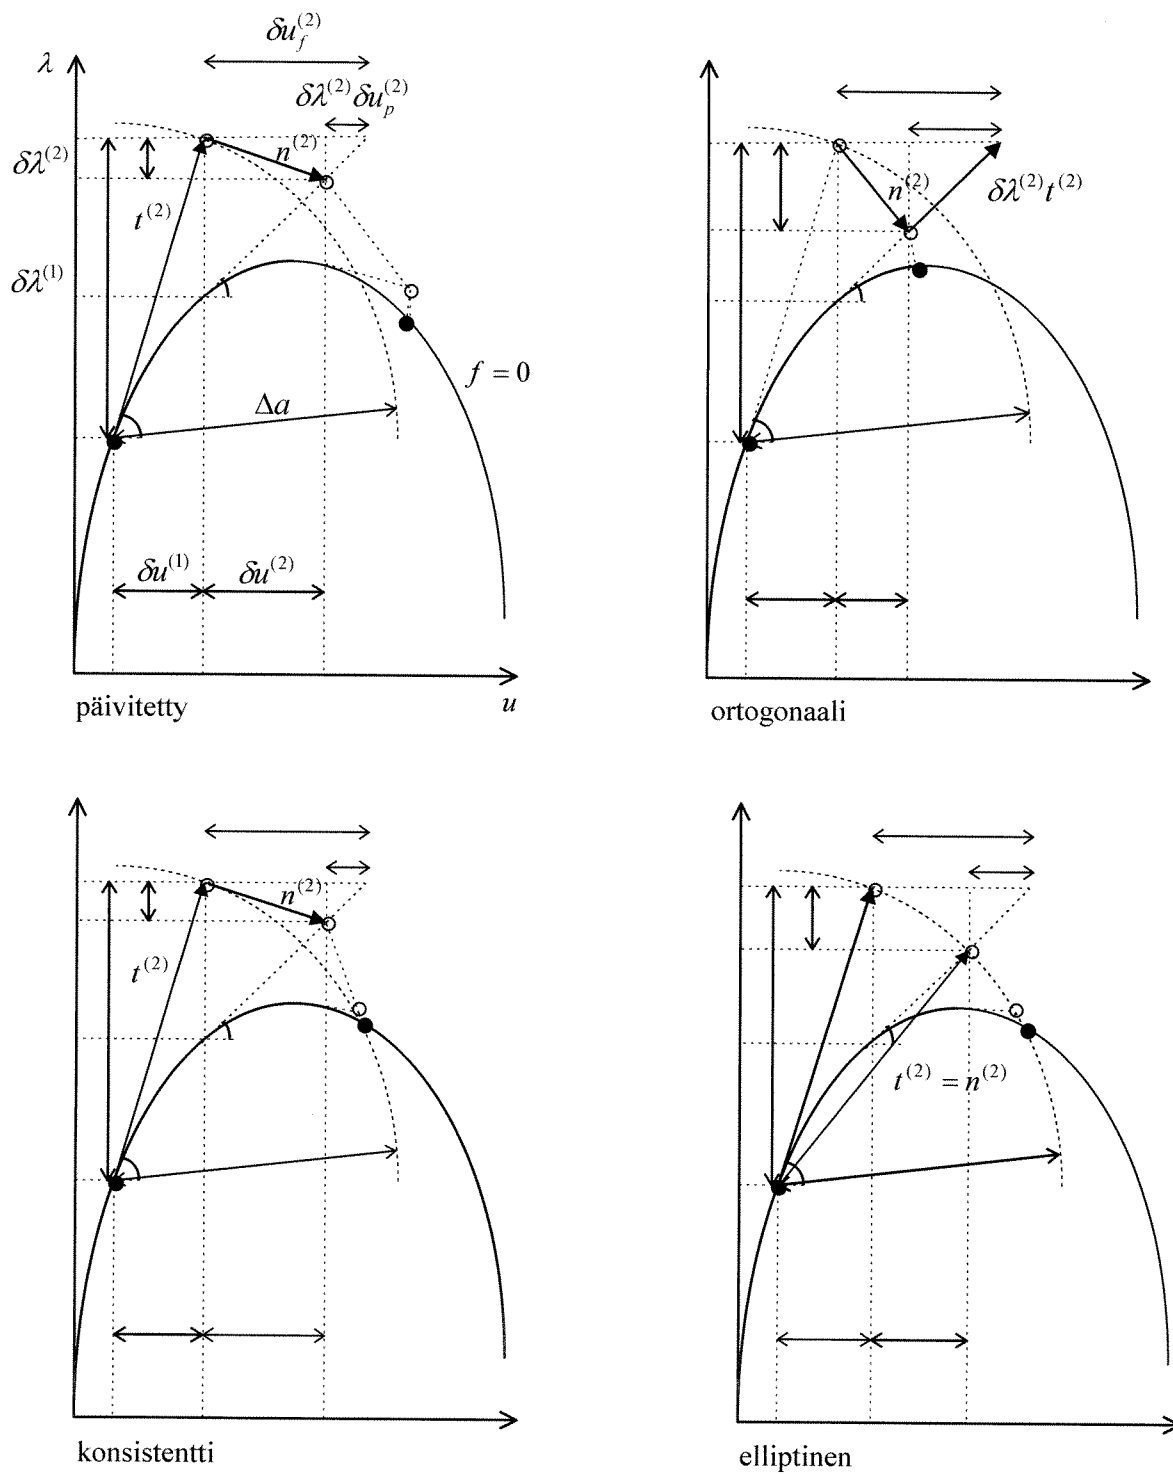 δu_f^(2)
λ
δλ^(2) δu_p^(2)
n^(2)
δλ^(2)
t^(2)
δλ^(1)
f = 0
Δa
δu^(1)
δu^(2)
päivitetty
u
n^(2)
δλ^(2)t^(2)
ortogonaali
n^(2)
t^(2)
konsistentti
t^(2) = n^(2)
elliptinen